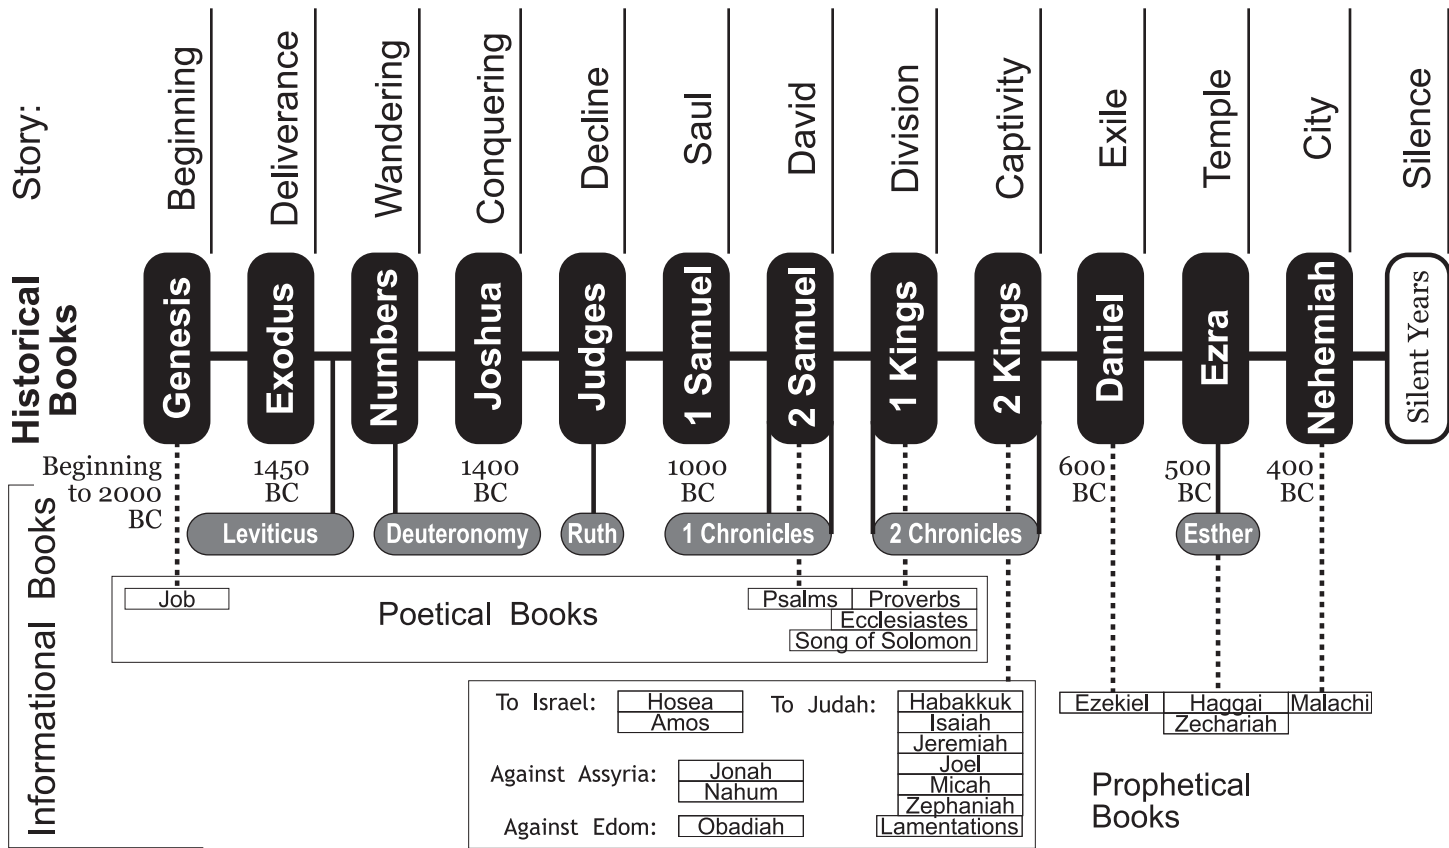 Story:
Beginning
Deliverance
Wandering
Conquering
Decline
Saul
David
Division
Captivity
Exile
Temple
City
Silence
Historical
Books
Genesis
Exodus
Numbers
Joshua
Judges
1 Samuel
2 Samuel
1 Kings
2 Kings
Daniel
Ezra
Nehemiah
Silent Years
Beginning
to 2000
BC
1450
BC
1400
BC
1000
BC
600
BC
500
BC
400
BC
Informational Books
Leviticus
Deuteronomy
Ruth
1 Chronicles
2 Chronicles
Esther
Job
Poetical Books
Psalms
Proverbs
Ecclesiastes
Song of Solomon
To Israel:
Hosea
Amos
To Judah:
Habakkuk
Isaiah
Jeremiah
Joel
Micah
Zephaniah
Lamentations
Against Assyria:
Jonah
Nahum
Against Edom:
Obadiah
Ezekiel
Haggai
Zechariah
Malachi
Prophetical
Books